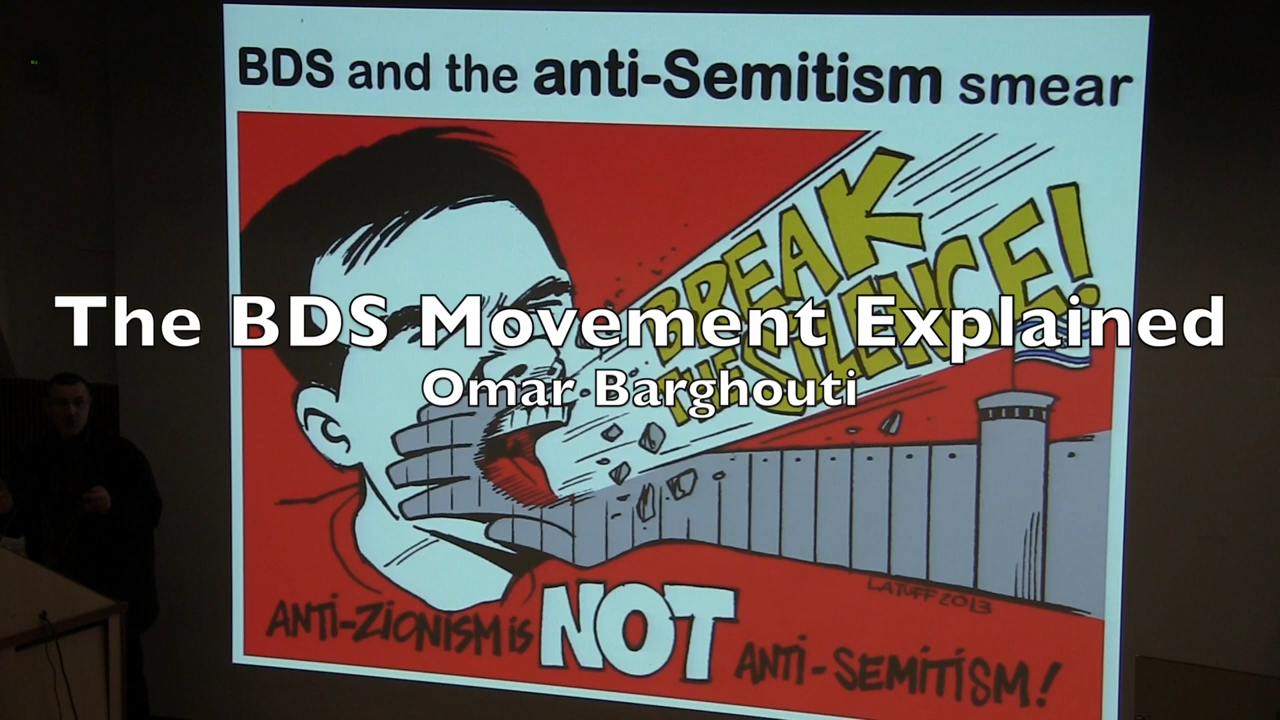 BDS and the anti-Semitism smear
BREAK
THE SILENCE!
The BDS Movement Explained
Omar Barghouti
LATUFF 2013
ANTI-ZIONISM is NOT ANTI-SEMITISM!